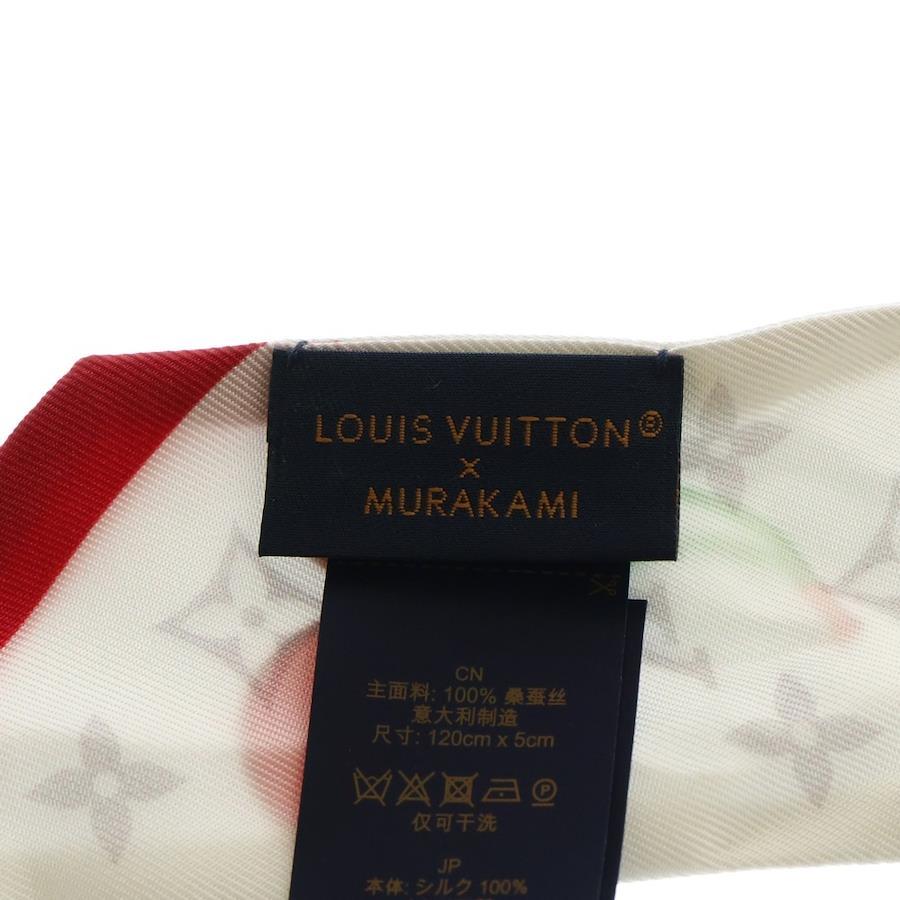 LOUIS VUITTON®
x
MURAKAMI
CN
主面料: 100% 桑蚕丝
意大利制造
尺寸: 120cm x 5cm
P
仅可干洗
JP
本体: シルク 100%